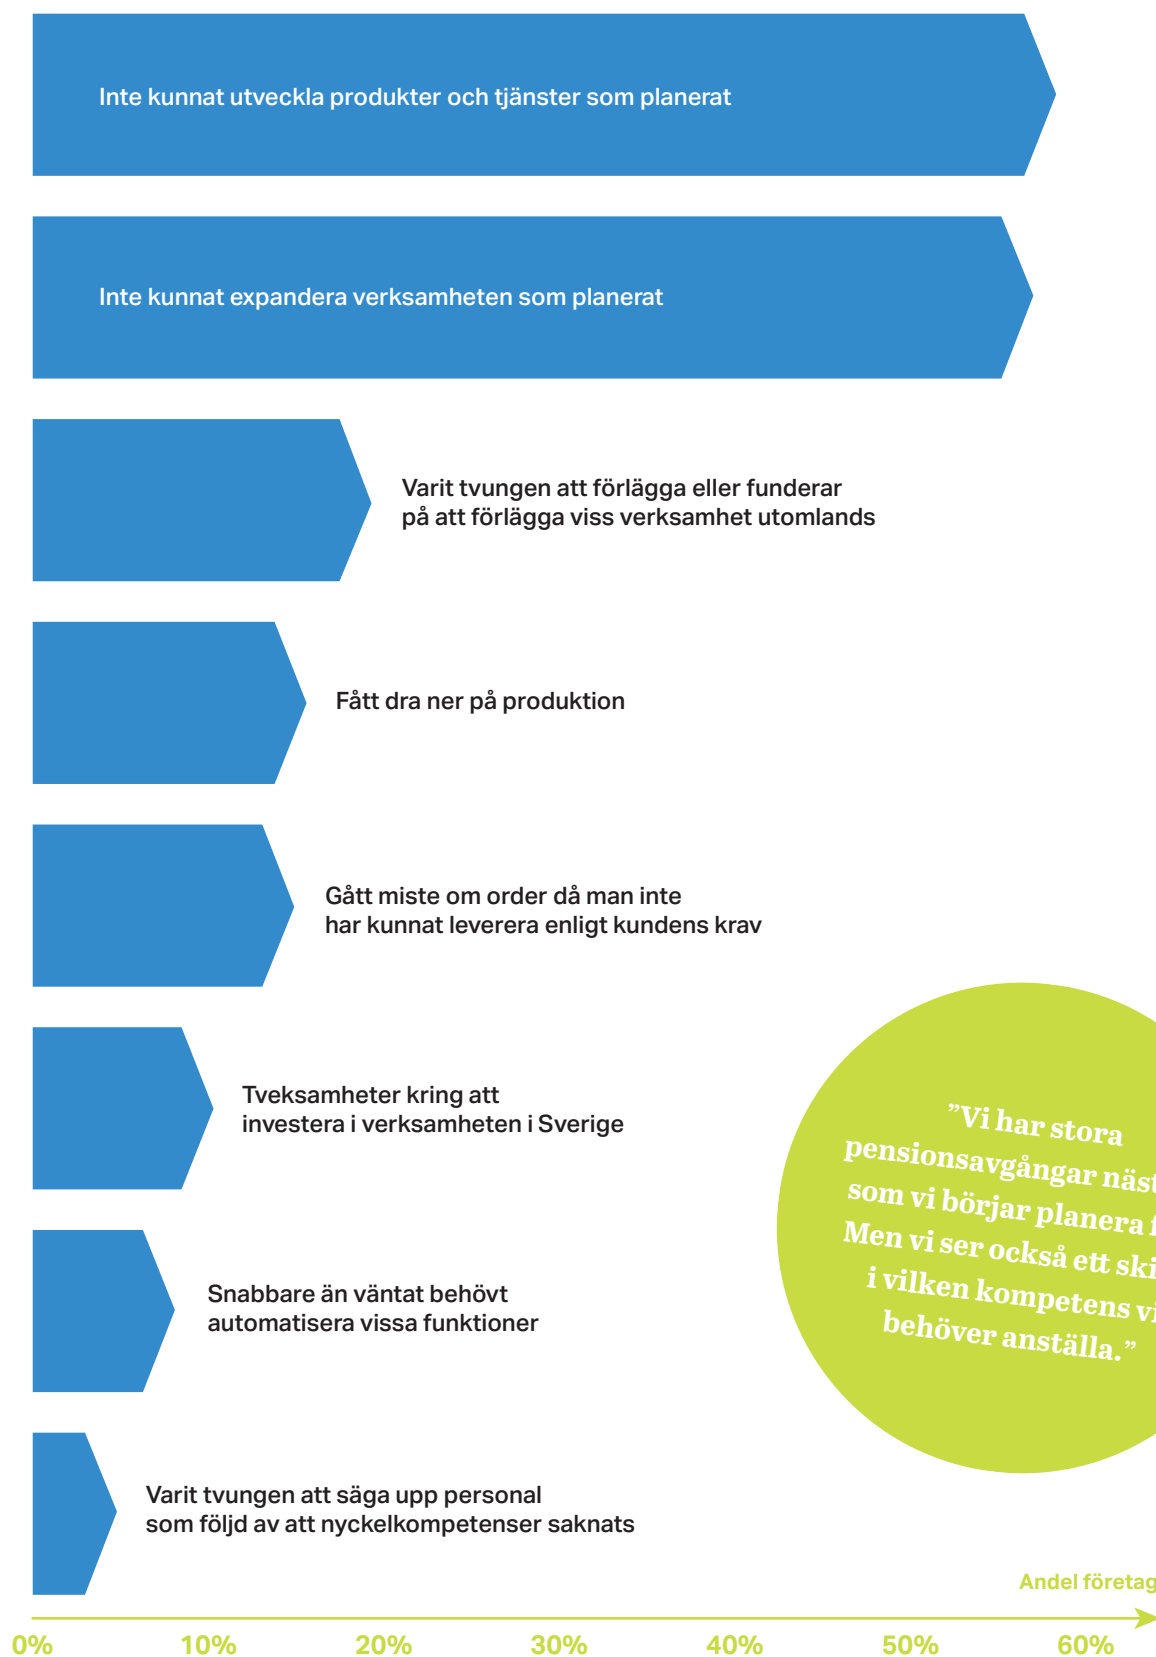 Inte kunnat utveckla produkter och tjänster som planerat
Inte kunnat expandera verksamheten som planerat
Varit tvungen att förlägga eller funderar
på att förlägga viss verksamhet utomlands
Fått dra ner på produktion
Gått miste om order då man inte
har kunnat leverera enligt kundens krav
Tveksamheter kring att
investera i verksamheten i Sverige
Snabbare än väntat behövt
automatisera vissa funktioner
Varit tvungen att säga upp personal
som följd av att nyckelkompetenser saknats
”Vi har stora
pensionsavgångar
som vi börjar planera
Men vi ser också ett
i vilken kompetens vi
behöver anställa.”
Andel företag
0% 10% 20% 30% 40% 50% 60%